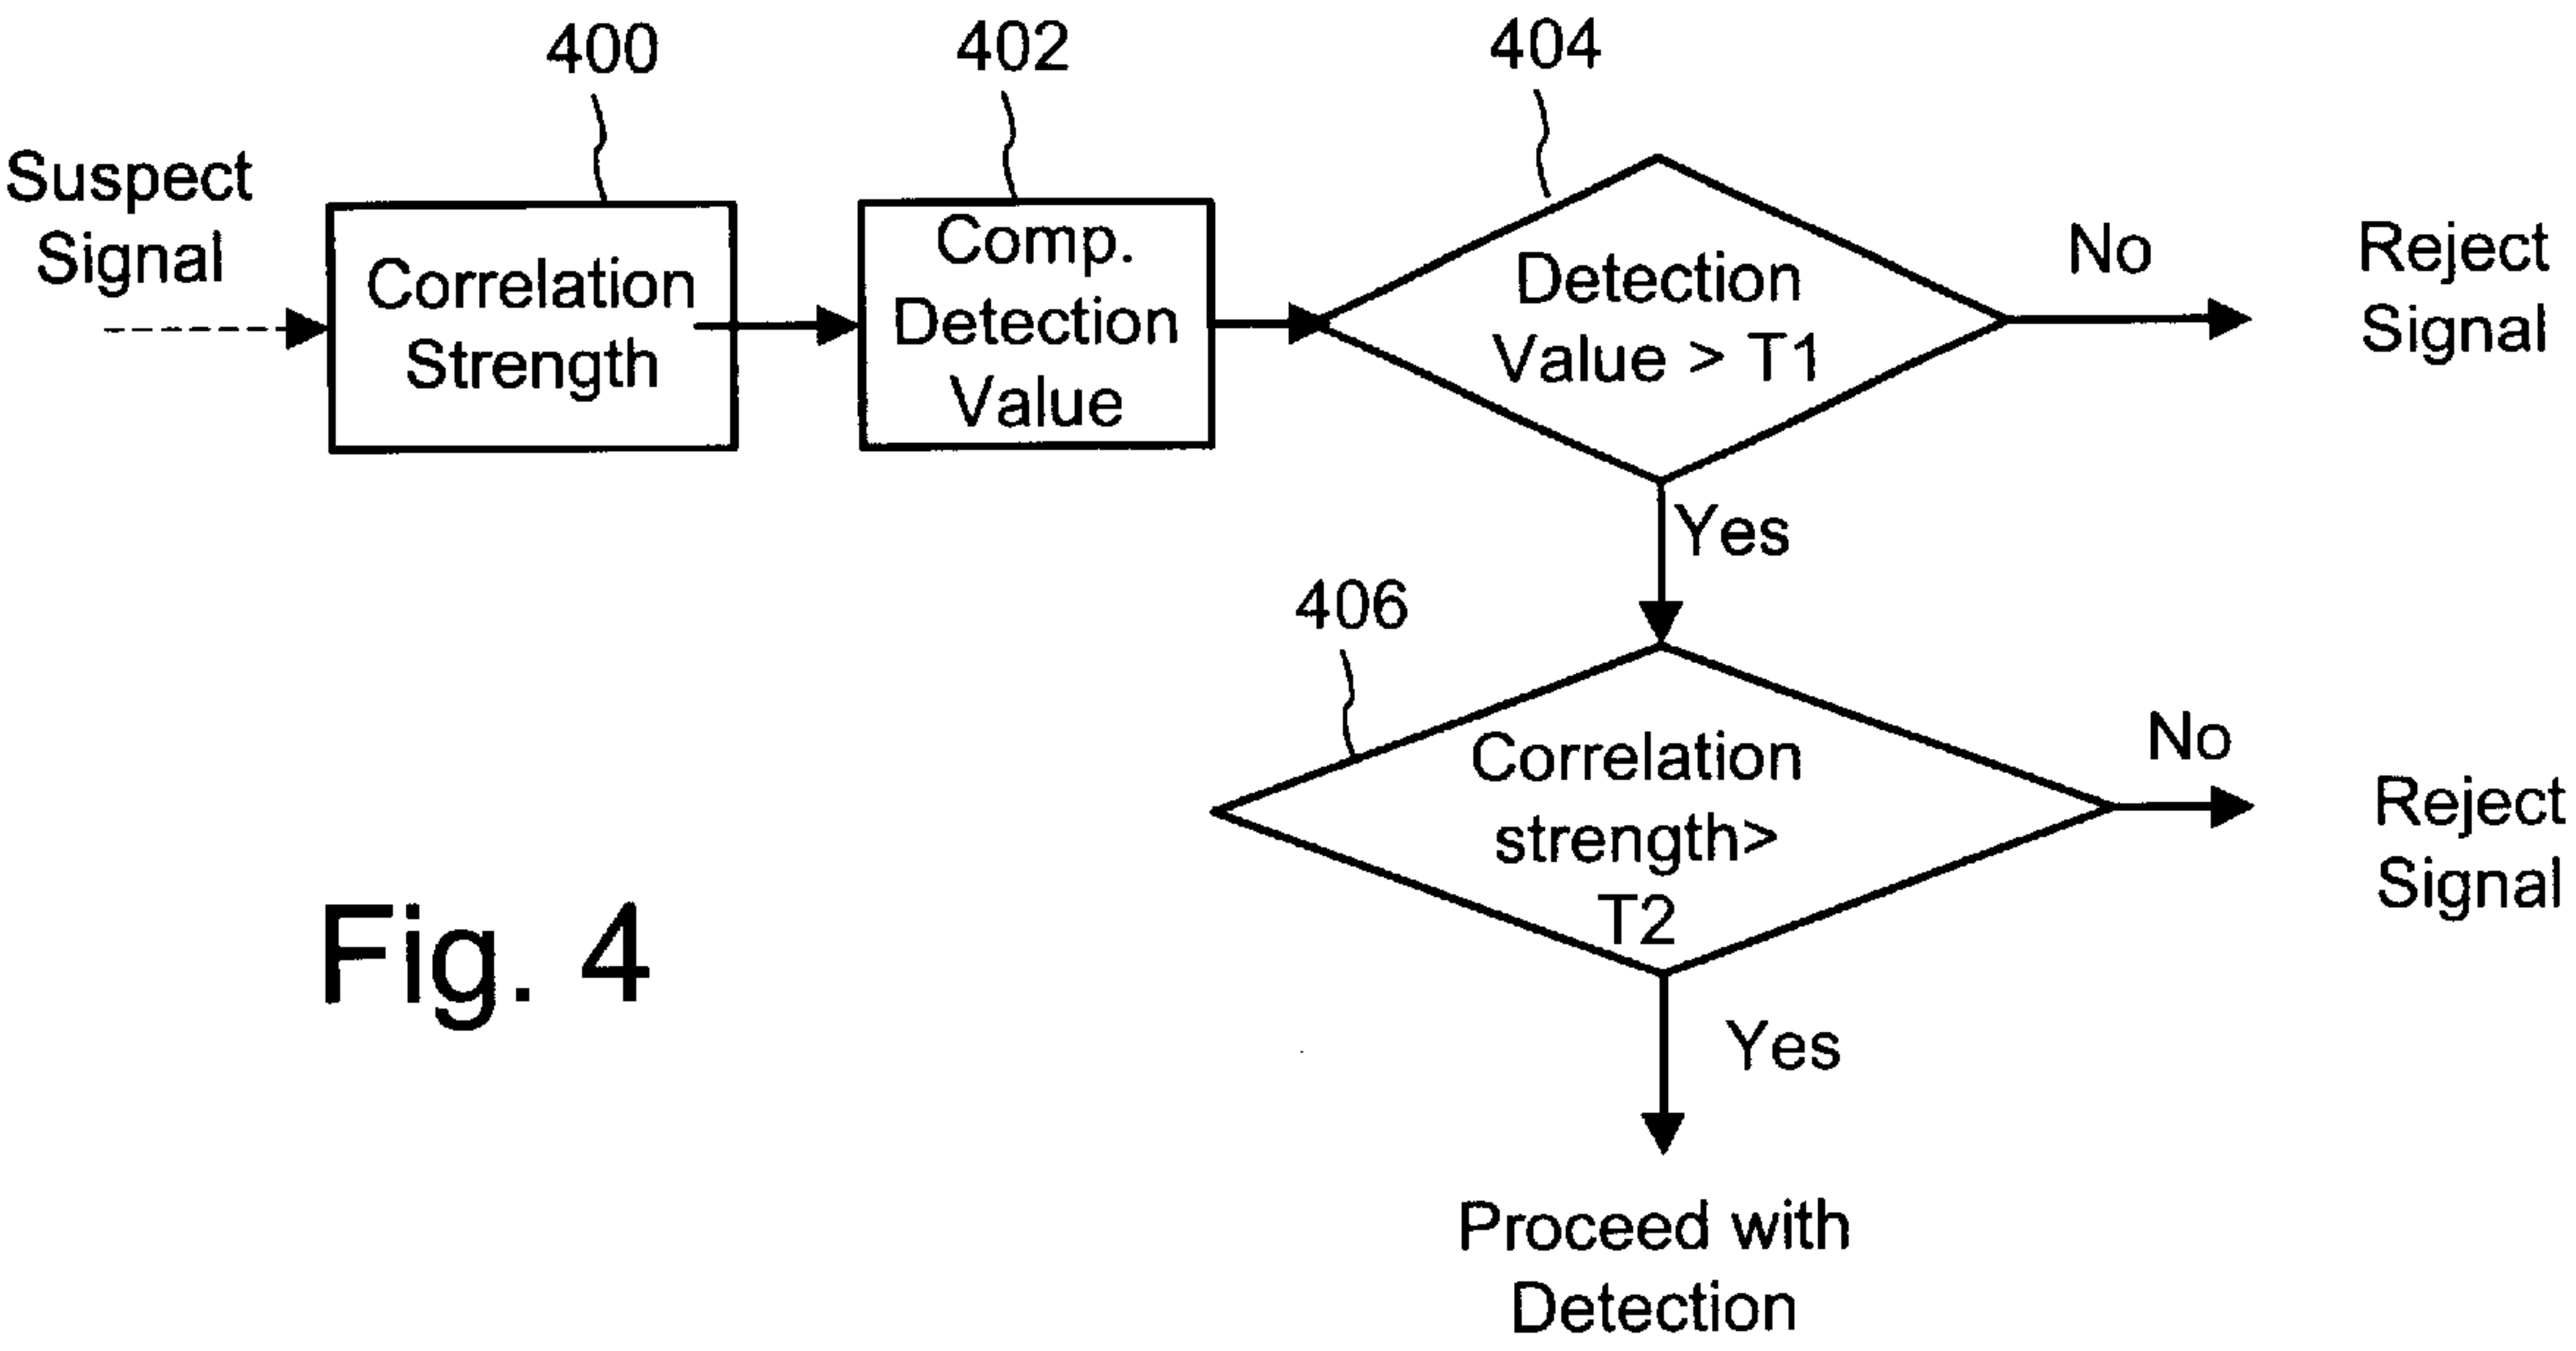 400
402
404
Suspect
Signal
Correlation
Strength
Comp.
Detection
Value
Detection
Value > T1
No
Reject
Signal
Yes
406
Correlation
strength>
T2
No
Reject
Signal
Yes
Proceed with
Detection
Fig. 4